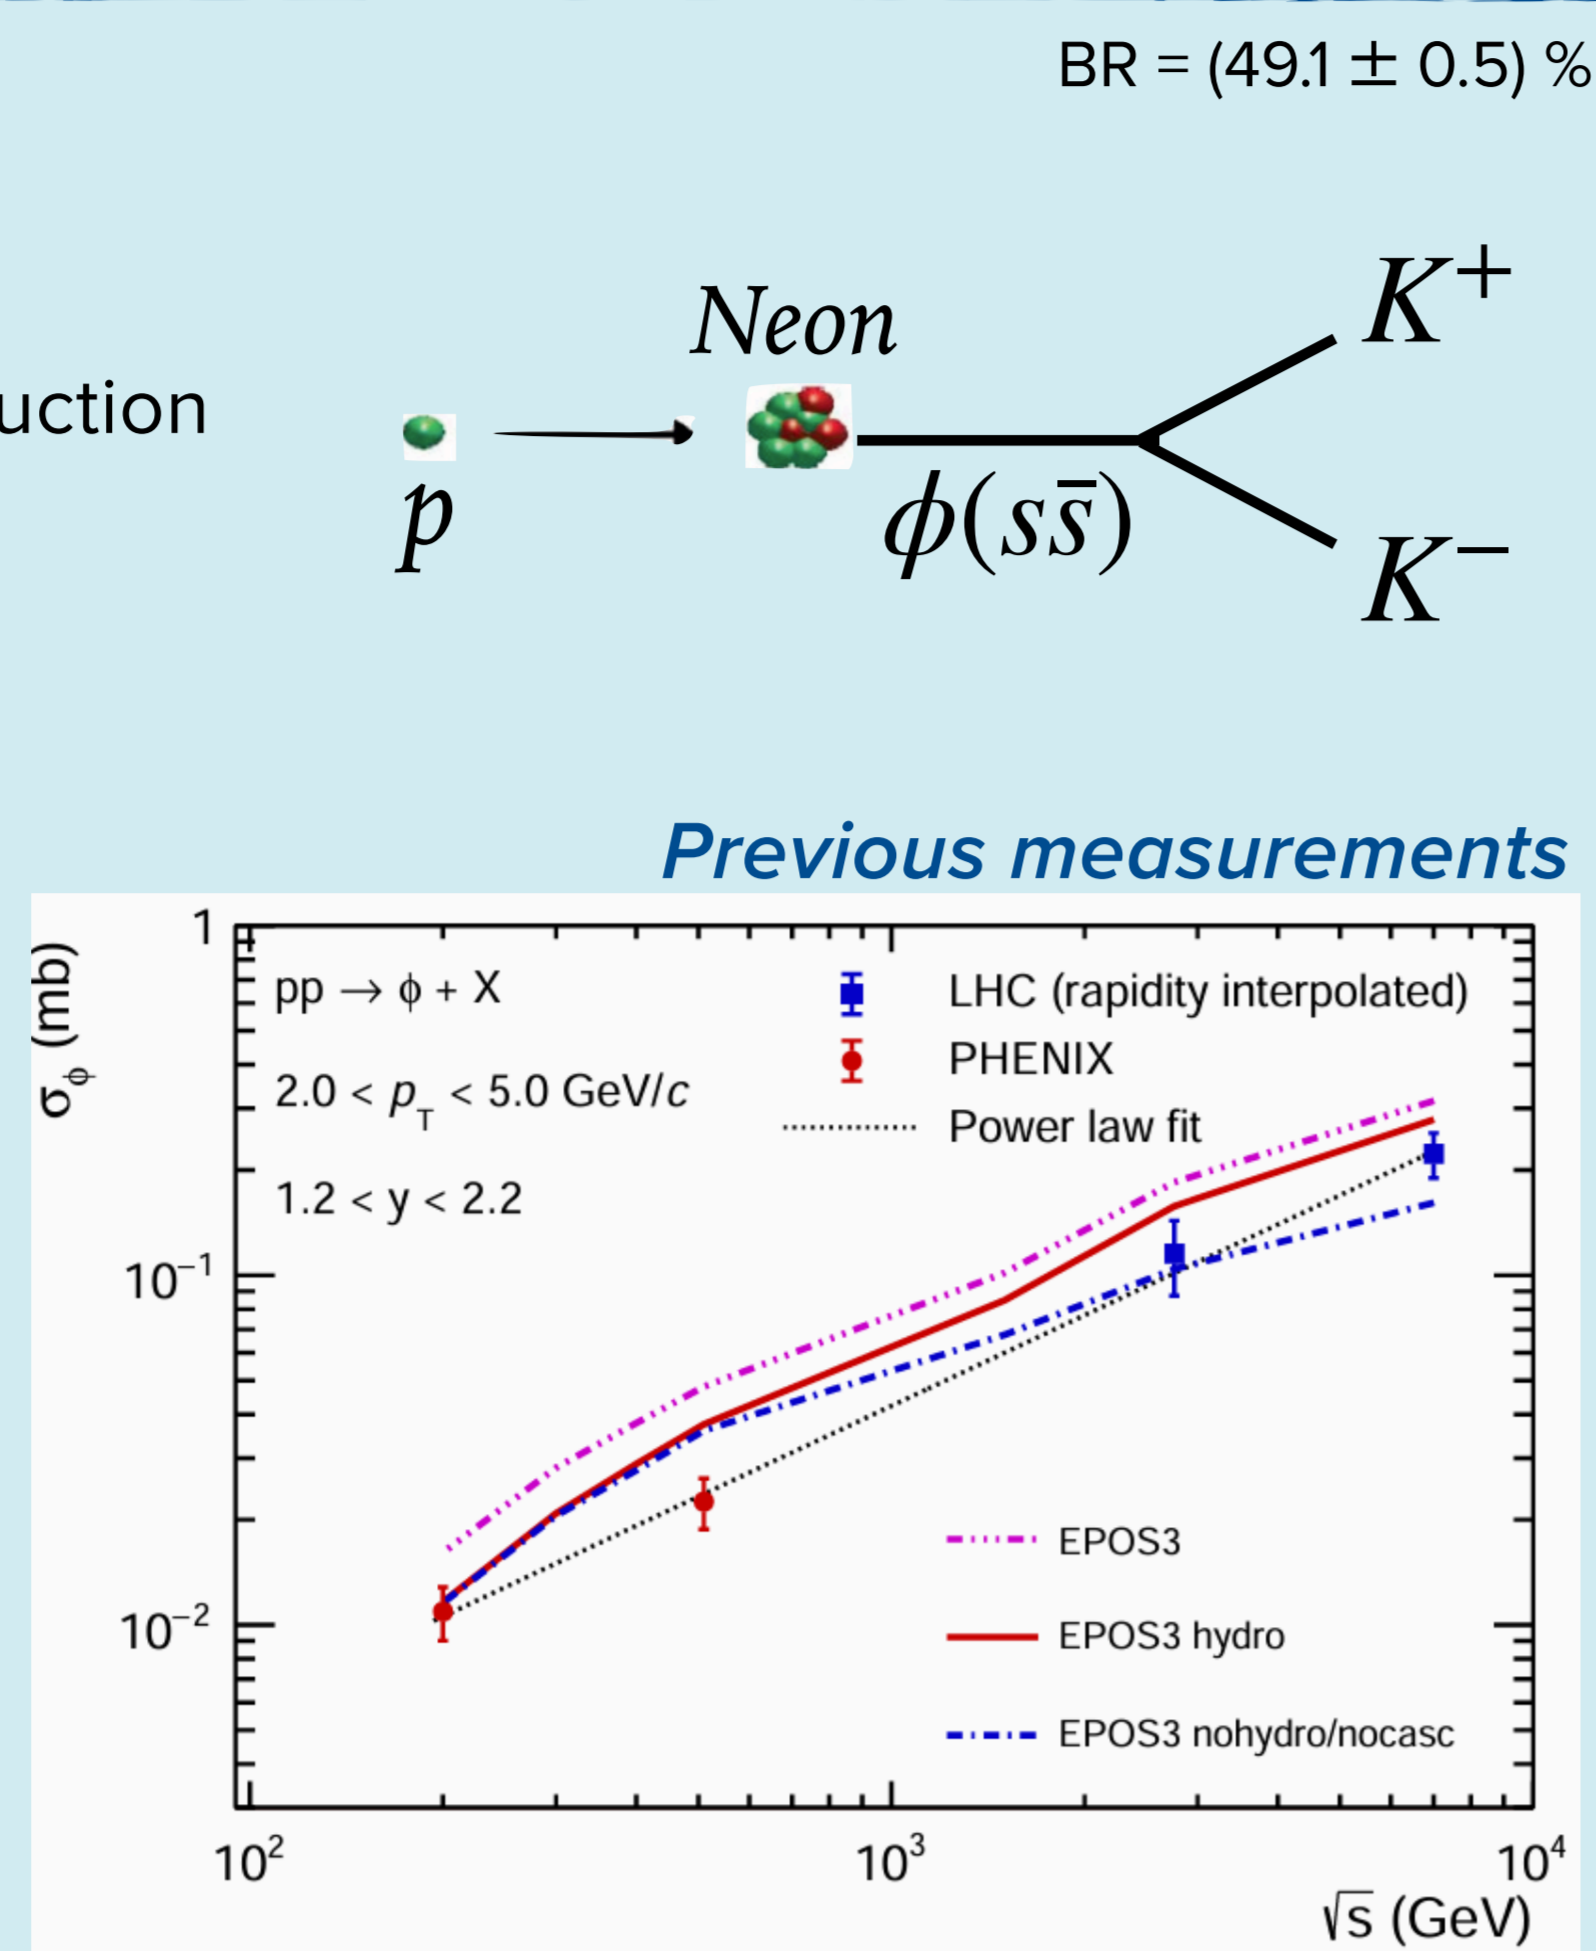 BR = (49.1 ± 0.5) %
K⁺
Neon
uction
p
ϕ(ss̄)
K⁻
Previous measurements
σ_ϕ (mb)
1
10⁻¹
10⁻²
pp → ϕ + X
2.0 < p_T < 5.0 GeV/c
1.2 < y < 2.2
LHC (rapidity interpolated)
PHENIX
Power law fit
EPOS3
EPOS3 hydro
EPOS3 nohydro/nocasc
10² 10³ 10⁴
√s (GeV)